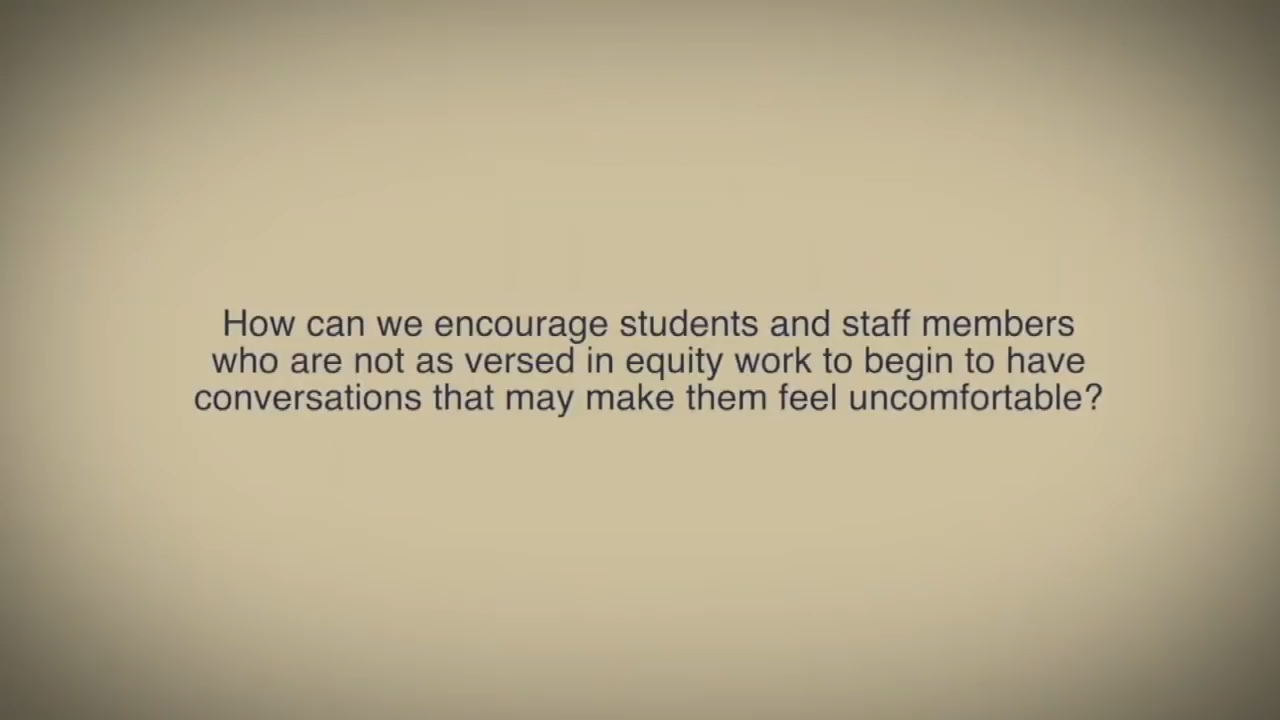 How can we encourage students and staff members
who are not as versed in equity work to begin to have
conversations that may make them feel uncomfortable?